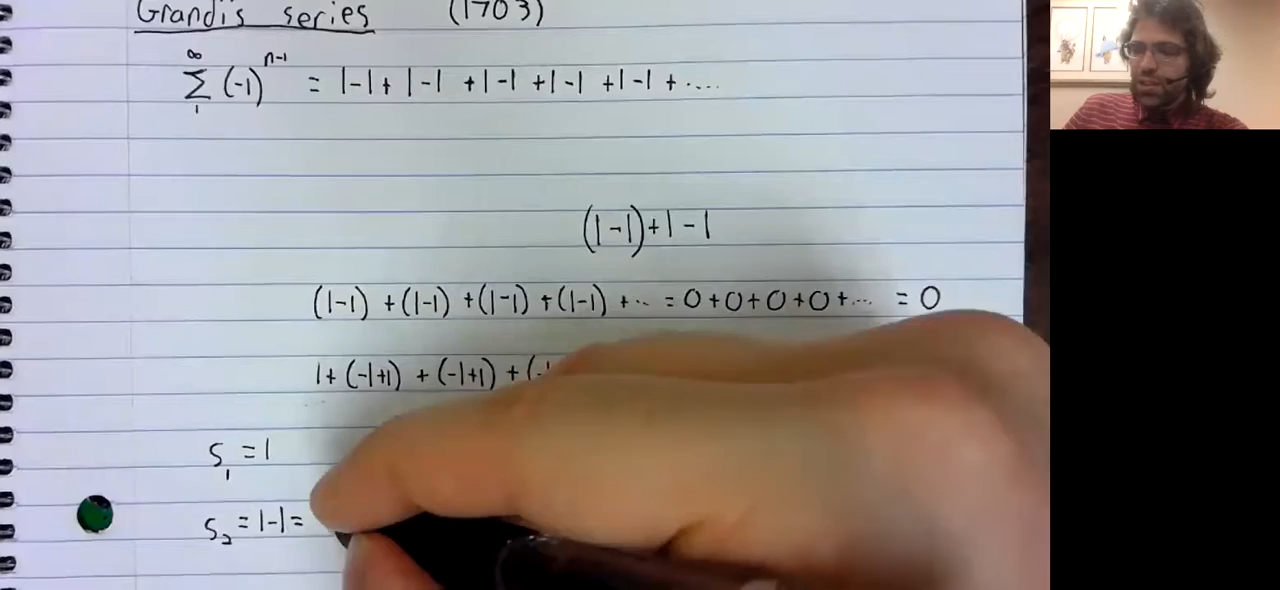 Grandi's series (1703)
∞
∑ (-1)^{n-1} = 1-1+1-1+1-1+1-1+1-1+....
1
(1-1)+1-1
(1-1)+(1-1)+(1-1)+(1-1)+... = 0+0+0+0+... = 0
1+(-1+1)+(-1+1)+(-1
S₁ = 1
S₂ = 1-1 =